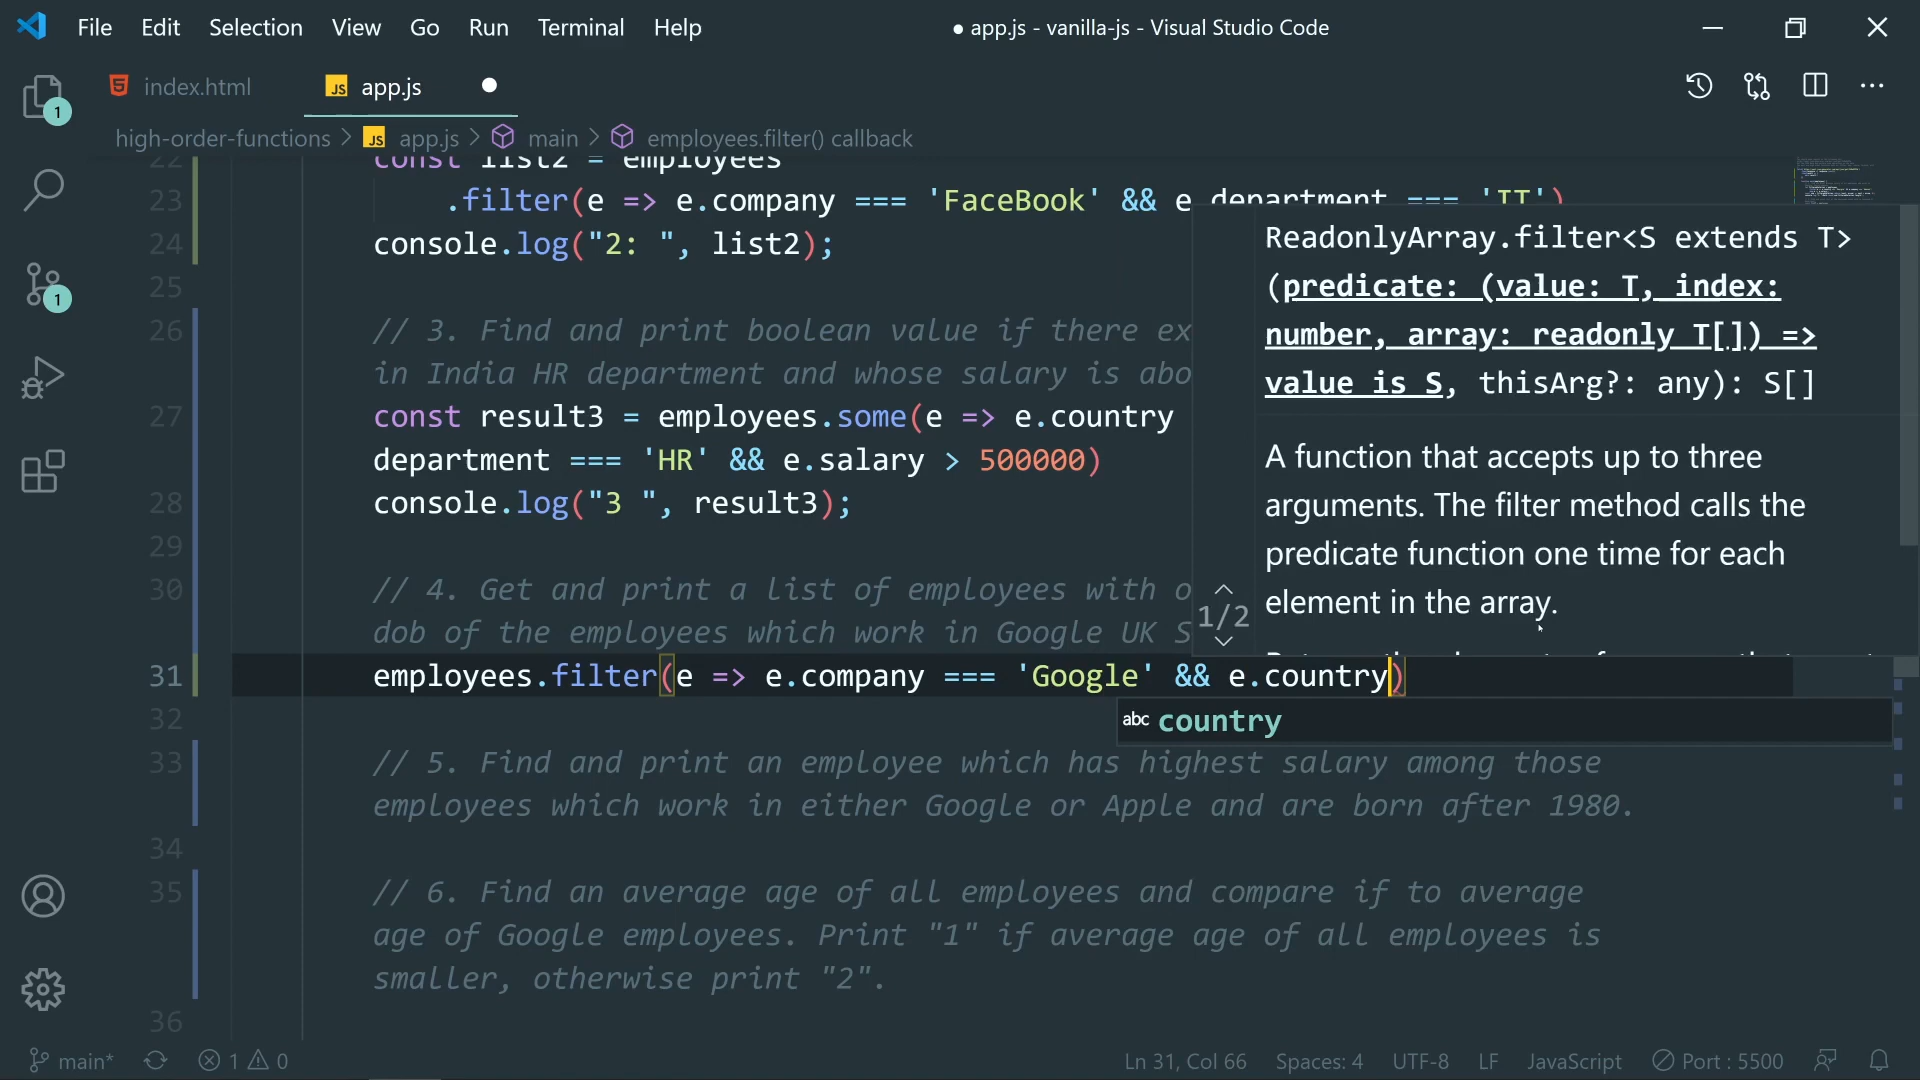 File Edit Selection View Go Run Terminal Help
● app.js - vanilla-js - Visual Studio Code
index.html
JS app.js
high-order-functions > JS app.js > main > employees.filter() callback
22 const list2 = employees
23 .filter(e => e.company === 'FaceBook' && e department === 'IT')
24 console.log("2: ", list2);
25
26 // 3. Find and print boolean value if there ex
in India HR department and whose salary is abo
27 const result3 = employees.some(e => e.country
department === 'HR' && e.salary > 500000)
28 console.log("3 ", result3);
29
30 // 4. Get and print a list of employees with o
dob of the employees which work in Google UK S
31 employees.filter(e => e.company === 'Google' && e.country)
abc country
32
33 // 5. Find and print an employee which has highest salary among those
employees which work in either Google or Apple and are born after 1980.
34
35 // 6. Find an average age of all employees and compare if to average
age of Google employees. Print "1" if average age of all employees is
smaller, otherwise print "2".
36
ReadonlyArray.filter<S extends T>
(predicate: (value: T, index:
number, array: readonly T[]) =>
value is S, thisArg?: any): S[]
A function that accepts up to three
arguments. The filter method calls the
predicate function one time for each
element in the array.
1/2
1
1
main* 1 0
Ln 31, Col 66 Spaces: 4 UTF-8 LF JavaScript Port : 5500